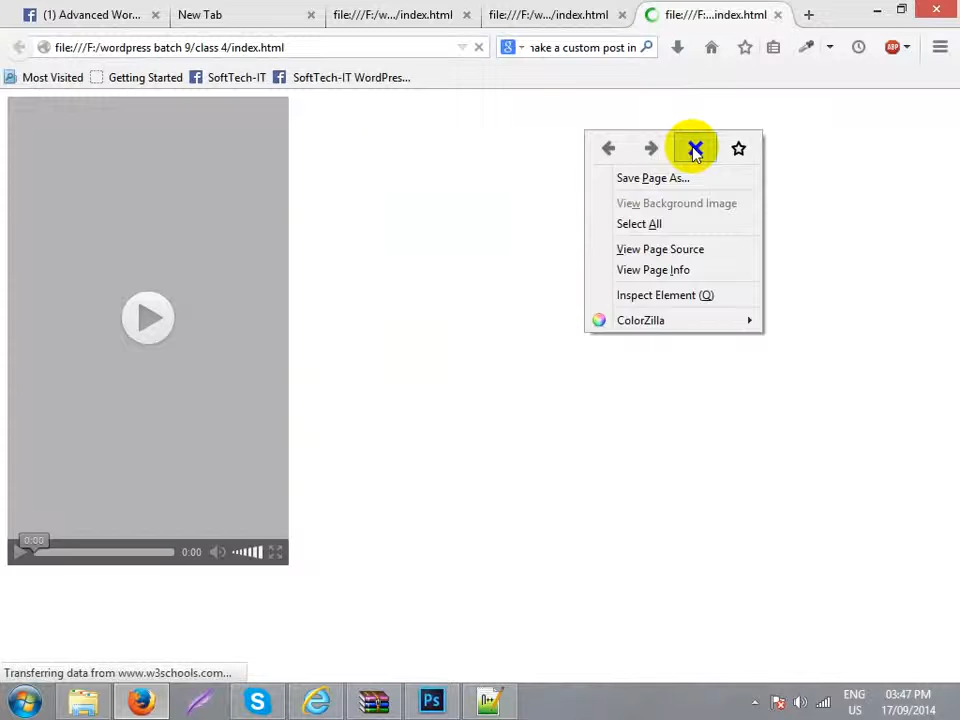 (1) Advanced Wor...
New Tab
file:///F:/w.../index.html
file:///F:/w.../index.html
file:///F:...index.html
file:///F:/wordpress batch 9/class 4/index.html
nake a custom post in
ABP
Most Visited
Getting Started
SoftTech-IT
SoftTech-IT WordPres...
Save Page As...
View Background Image
Select All
View Page Source
View Page Info
Inspect Element (Q)
ColorZilla
0:00
0:00
Transferring data from www.w3schools.com...
Ps
ENG
US
03:47 PM
17/09/2014